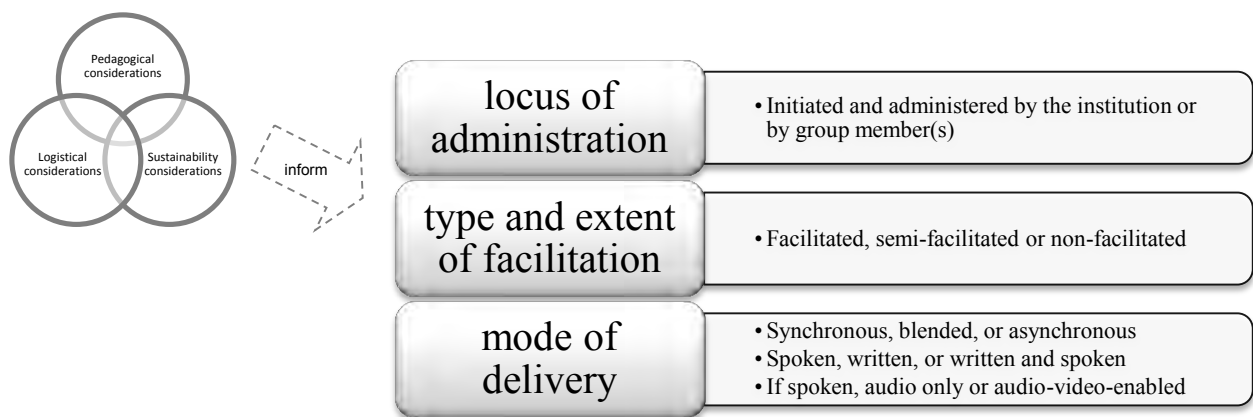 Pedagogical
considerations
Logistical
considerations
Sustainability
considerations
inform
locus of
administration
• Initiated and administered by the institution or
by group member(s)
type and extent
of facilitation
• Facilitated, semi-facilitated or non-facilitated
mode of
delivery
• Synchronous, blended, or asynchronous
• Spoken, written, or written and spoken
• If spoken, audio only or audio-video-enabled